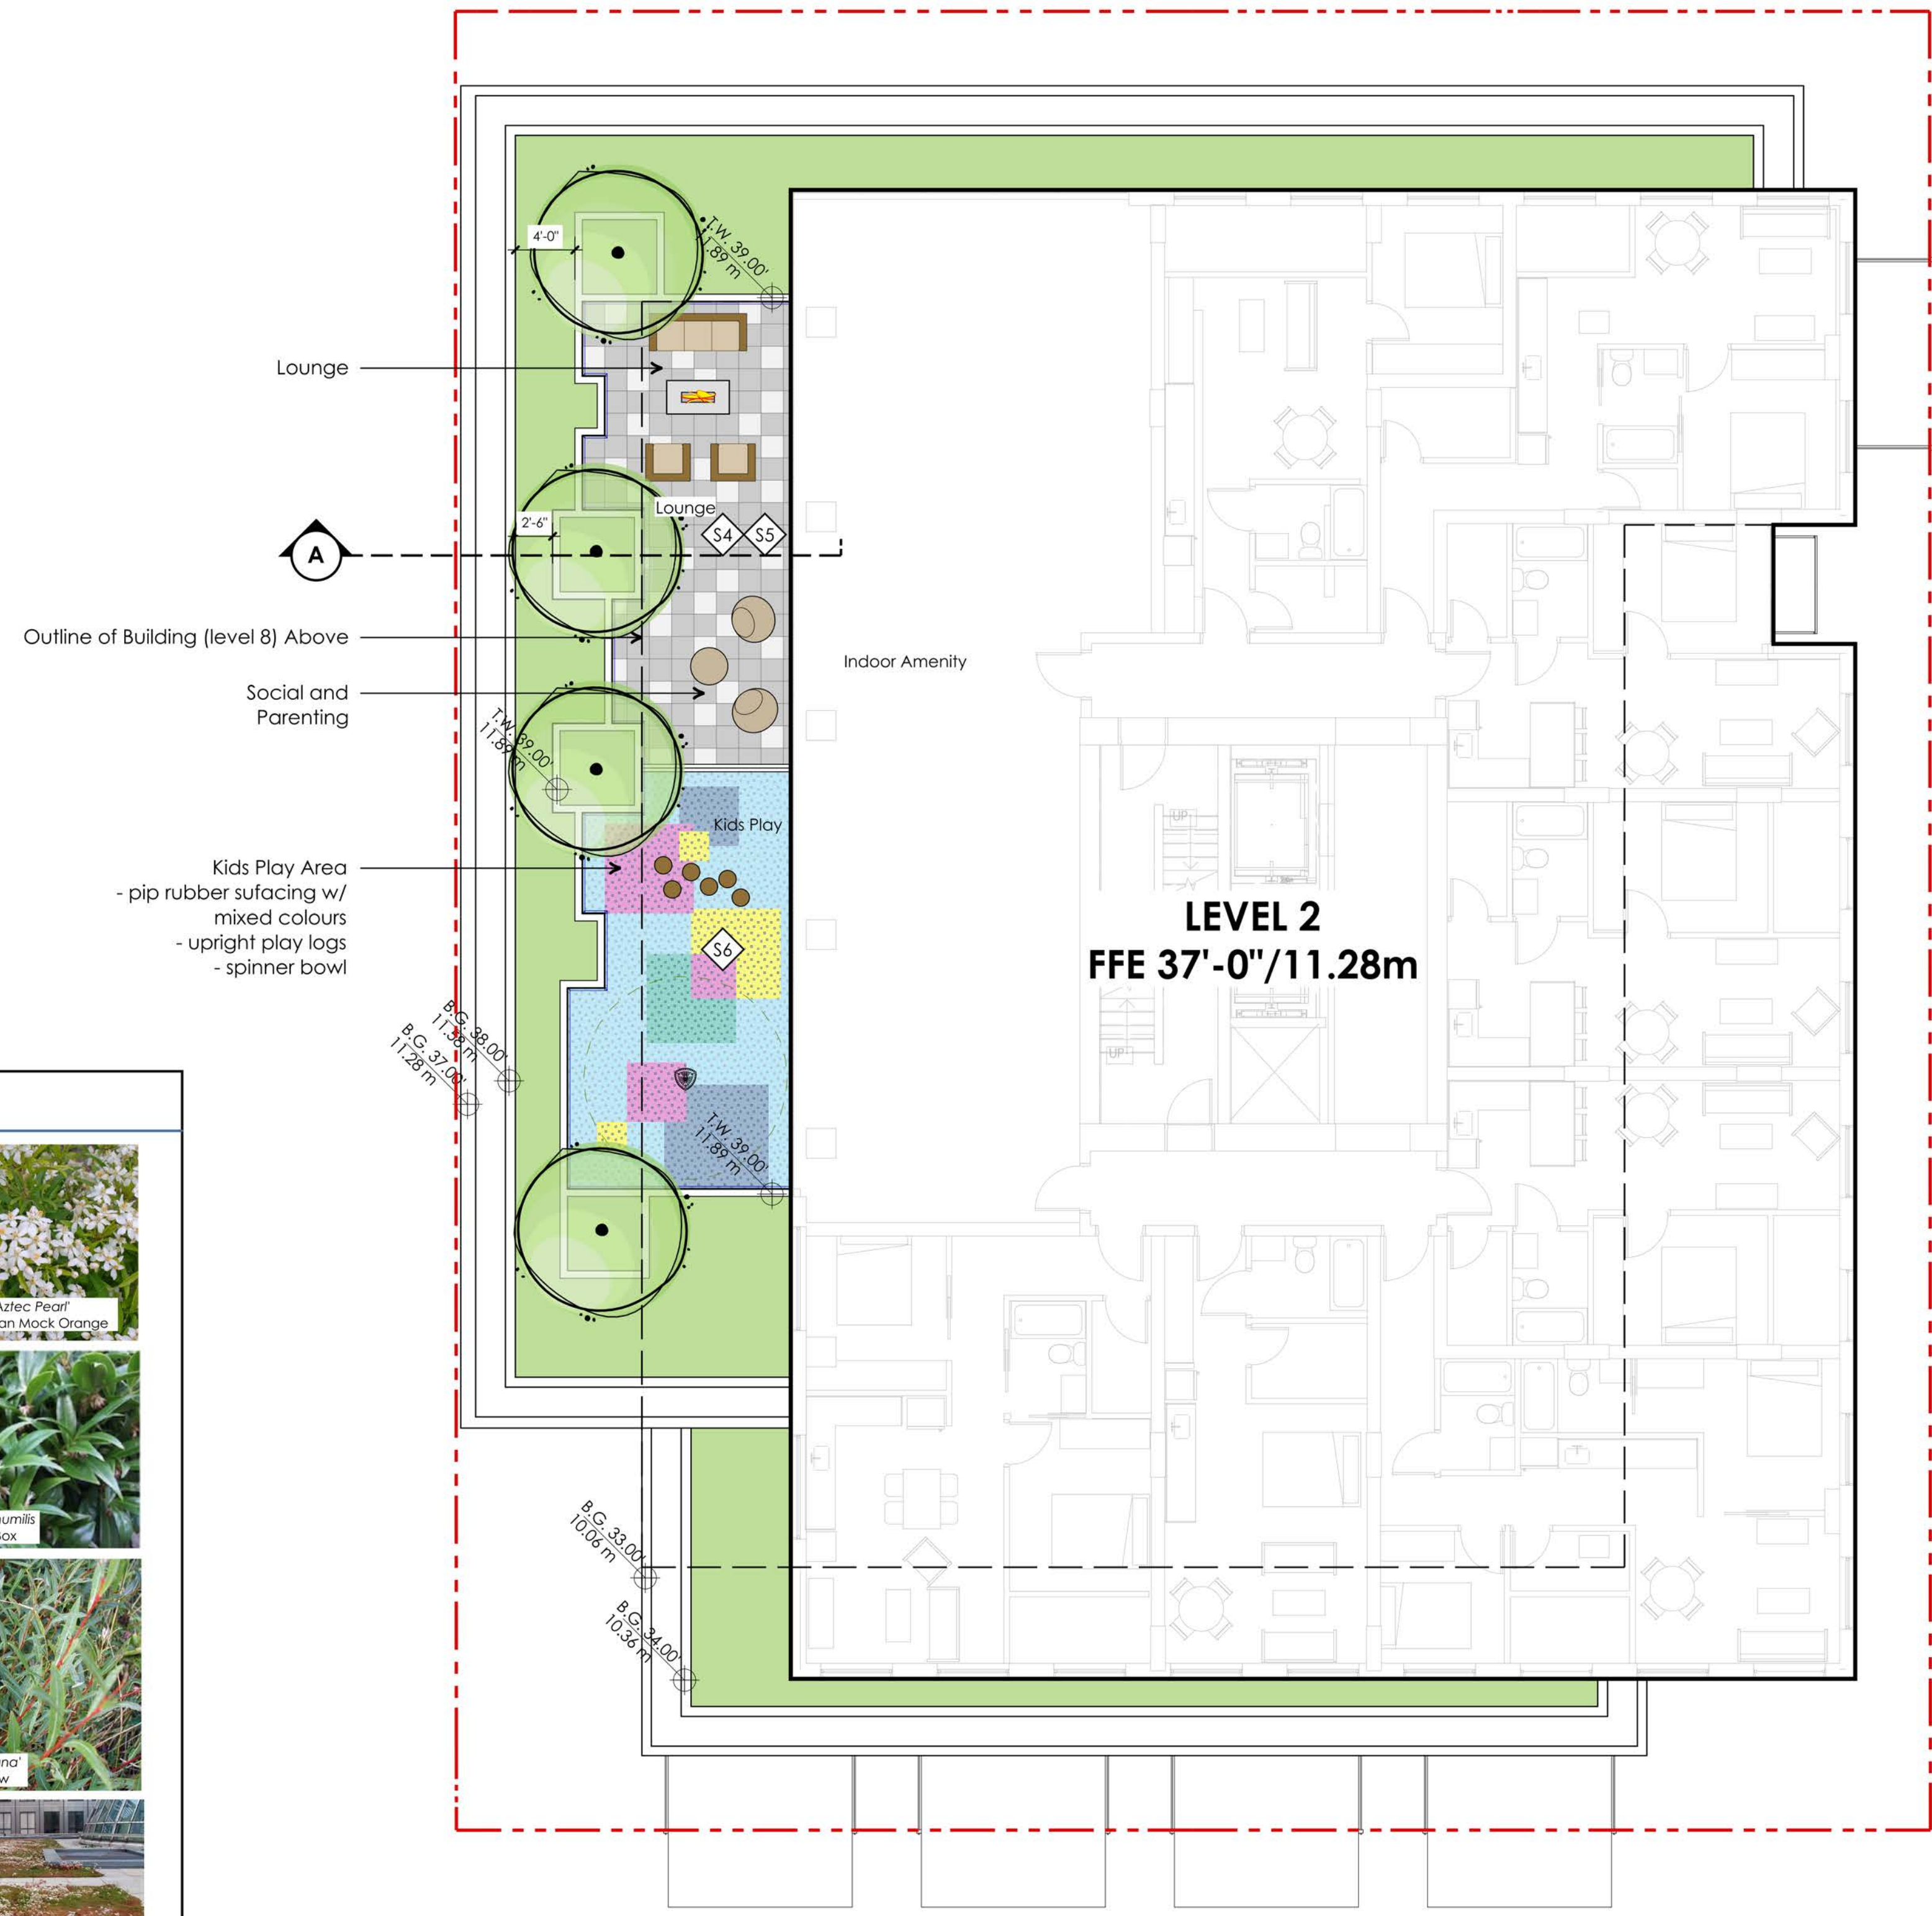 4'-0"
T.W. 39.00'
1.89 m
Lounge
Lounge
2'-6"
S4
S5
A
Outline of Building (level 8) Above
Indoor Amenity
Social and
Parenting
T.W. 39.00'
11.89 m
UP
Kids Play
Kids Play Area
- pip rubber sufacing w/
mixed colours
- upright play logs
- spinner bowl
S6
LEVEL 2
FFE 37'-0"/11.28m
UP
B.G. 38.00'
11.58 m
B.G. 37.00'
11.28 m
T.W. 39.00'
11.89 m
Aztec Pearl'
an Mock Orange
humilis
Box
na'
w
B.G. 33.00'
10.06 m
B.G. 34.00'
10.36 m